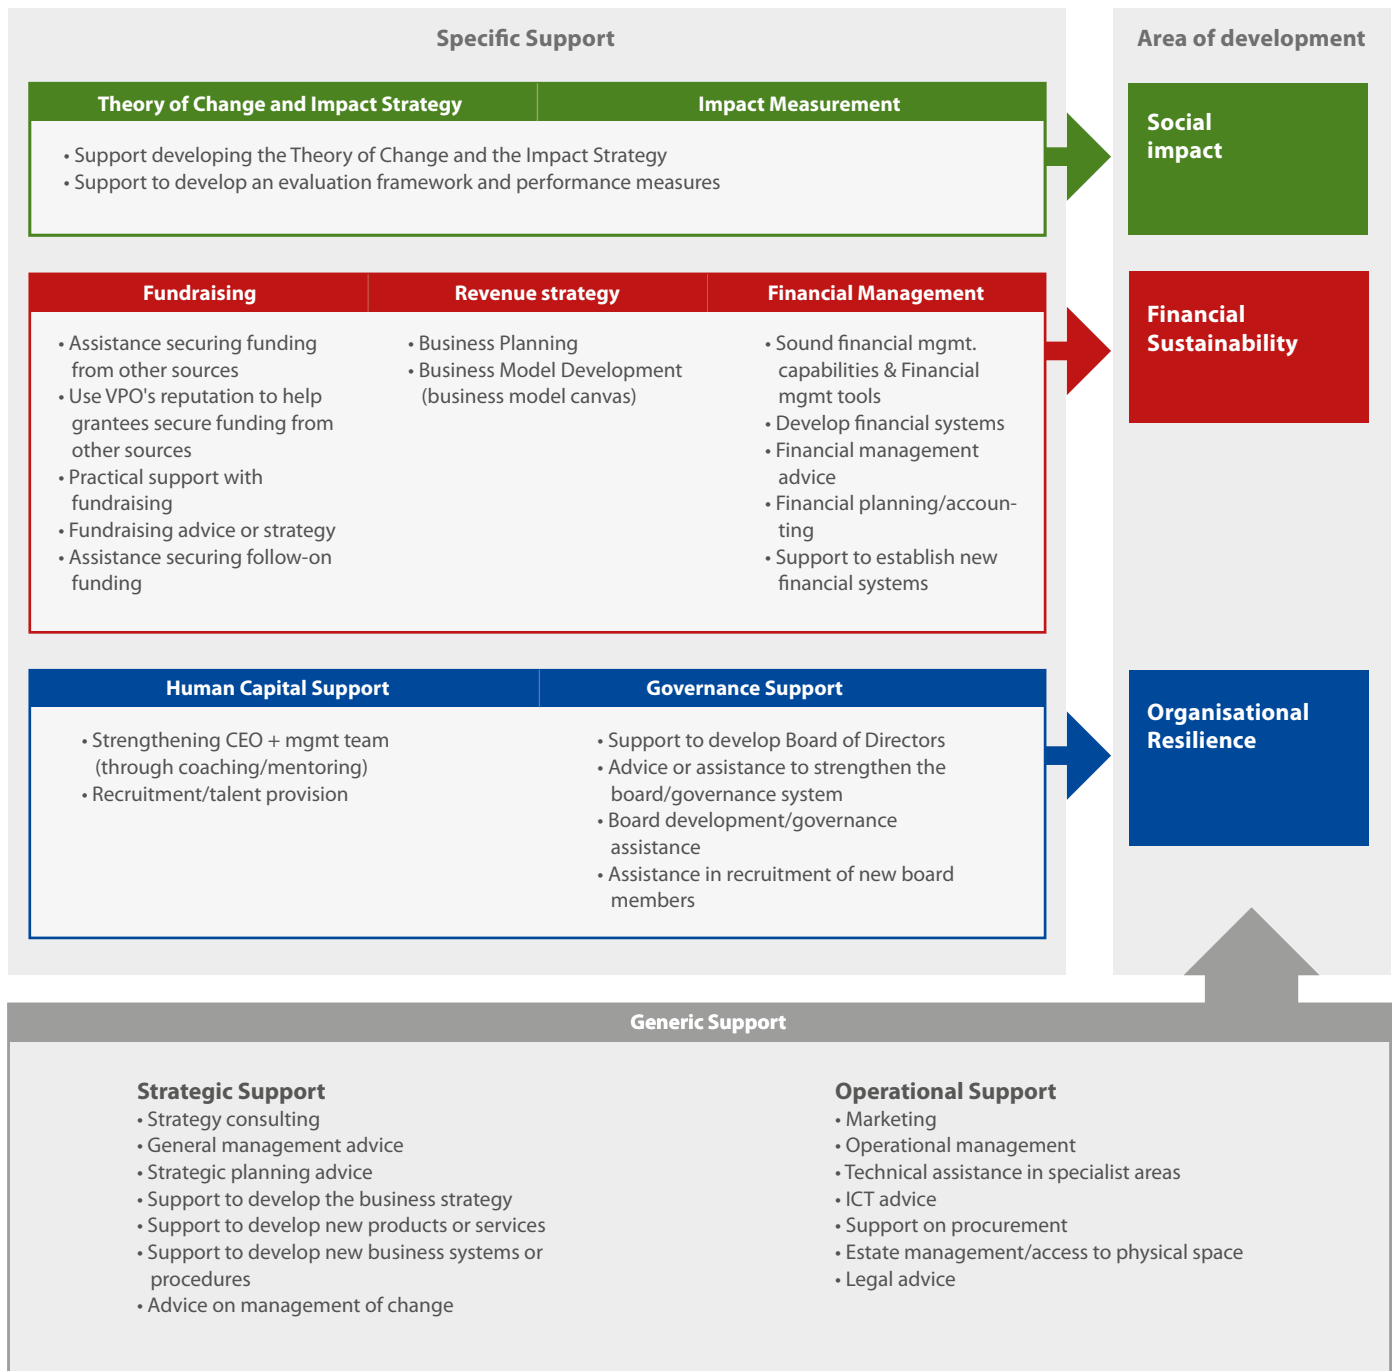 Specific Support
Area of development
Theory of Change and Impact Strategy
Impact Measurement
• Support developing the Theory of Change and the Impact Strategy
• Support to develop an evaluation framework and performance measures
Social
impact
Fundraising
Revenue strategy
Financial Management
• Assistance securing funding
from other sources
• Use VPO's reputation to help
grantees secure funding from
other sources
• Practical support with
fundraising
• Fundraising advice or strategy
• Assistance securing follow-on
funding
• Business Planning
• Business Model Development
(business model canvas)
• Sound financial mgmt.
capabilities & Financial
mgmt tools
• Develop financial systems
• Financial management
advice
• Financial planning/accoun-
ting
• Support to establish new
financial systems
Financial
Sustainability
Human Capital Support
Governance Support
• Strengthening CEO + mgmt team
(through coaching/mentoring)
• Recruitment/talent provision
• Support to develop Board of Directors
• Advice or assistance to strengthen the
board/governance system
• Board development/governance
assistance
• Assistance in recruitment of new board
members
Organisational
Resilience
Generic Support
Strategic Support
• Strategy consulting
• General management advice
• Strategic planning advice
• Support to develop the business strategy
• Support to develop new products or services
• Support to develop new business systems or
procedures
• Advice on management of change
Operational Support
• Marketing
• Operational management
• Technical assistance in specialist areas
• ICT advice
• Support on procurement
• Estate management/access to physical space
• Legal advice